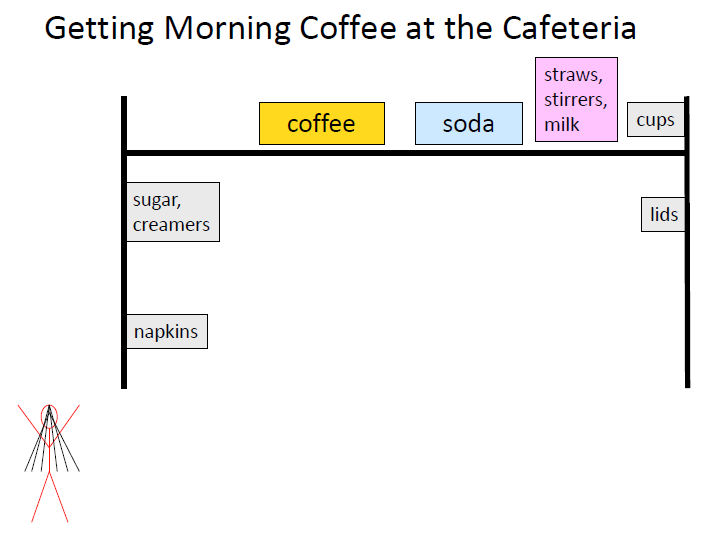 Getting Morning Coffee at the Cafeteria
straws,
stirrers,
milk
coffee
soda
cups
sugar,
creamers
lids
napkins